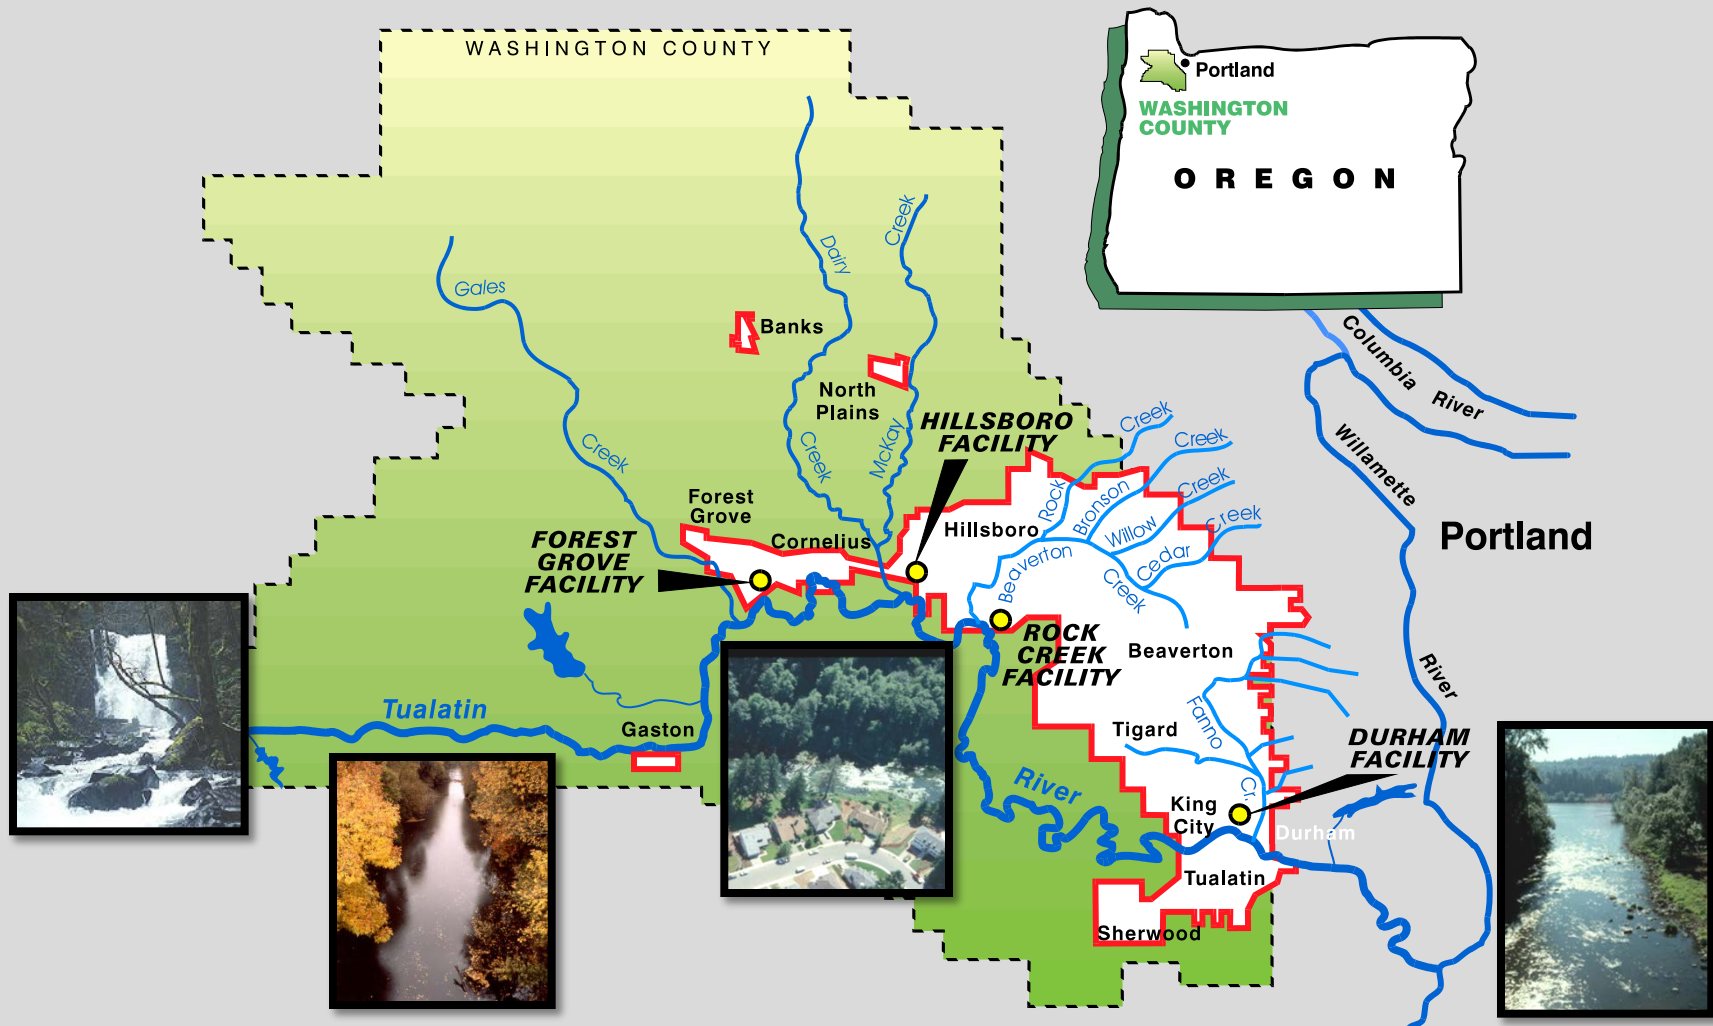 WASHINGTON COUNTY
Portland
WASHINGTON
COUNTY
OREGON
Columbia
River
Willamette
River
Portland
Gales
Creek
Dairy
Creek
Creek
McKay
Banks
North
Plains
HILLSBORO
FACILITY
Creek
Rock
Creek
Bronson
Creek
Willow
Creek
Cedar
Beaverton
Creek
Hillsboro
Forest
Grove
Cornelius
FOREST
GROVE
FACILITY
ROCK
CREEK
FACILITY
Beaverton
Tualatin
River
Gaston
Tigard
Fanno
Cr.
DURHAM
FACILITY
King
City
Durham
Tualatin
Sherwood